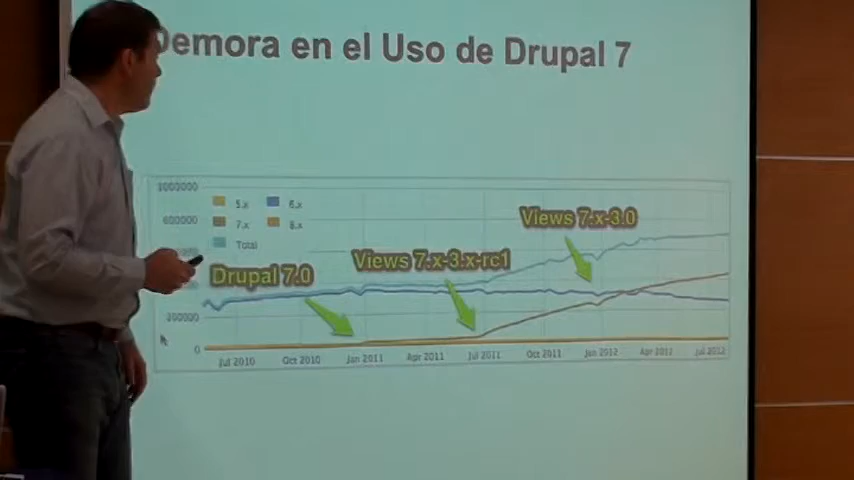 Demora en el Uso de Drupal 7
1000000
5.x
6.x
7.x
8.x
Total
Drupal 7.0
Views 7.x-3.x-rc1
Views 7.x-3.0
0
Jul 2010
Oct 2010
Jan 2011
Apr 2011
Jul 2011
Oct 2011
Jan 2012
Apr 2012
Jul 2012